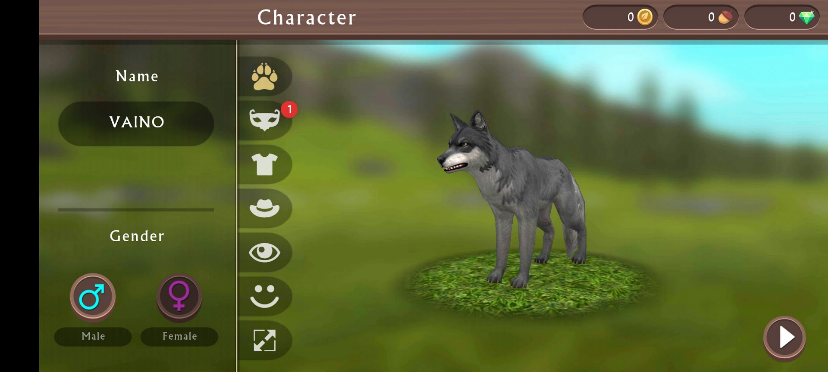 Character
0
0
0
Name
VAINO
1
Gender
Male
Female